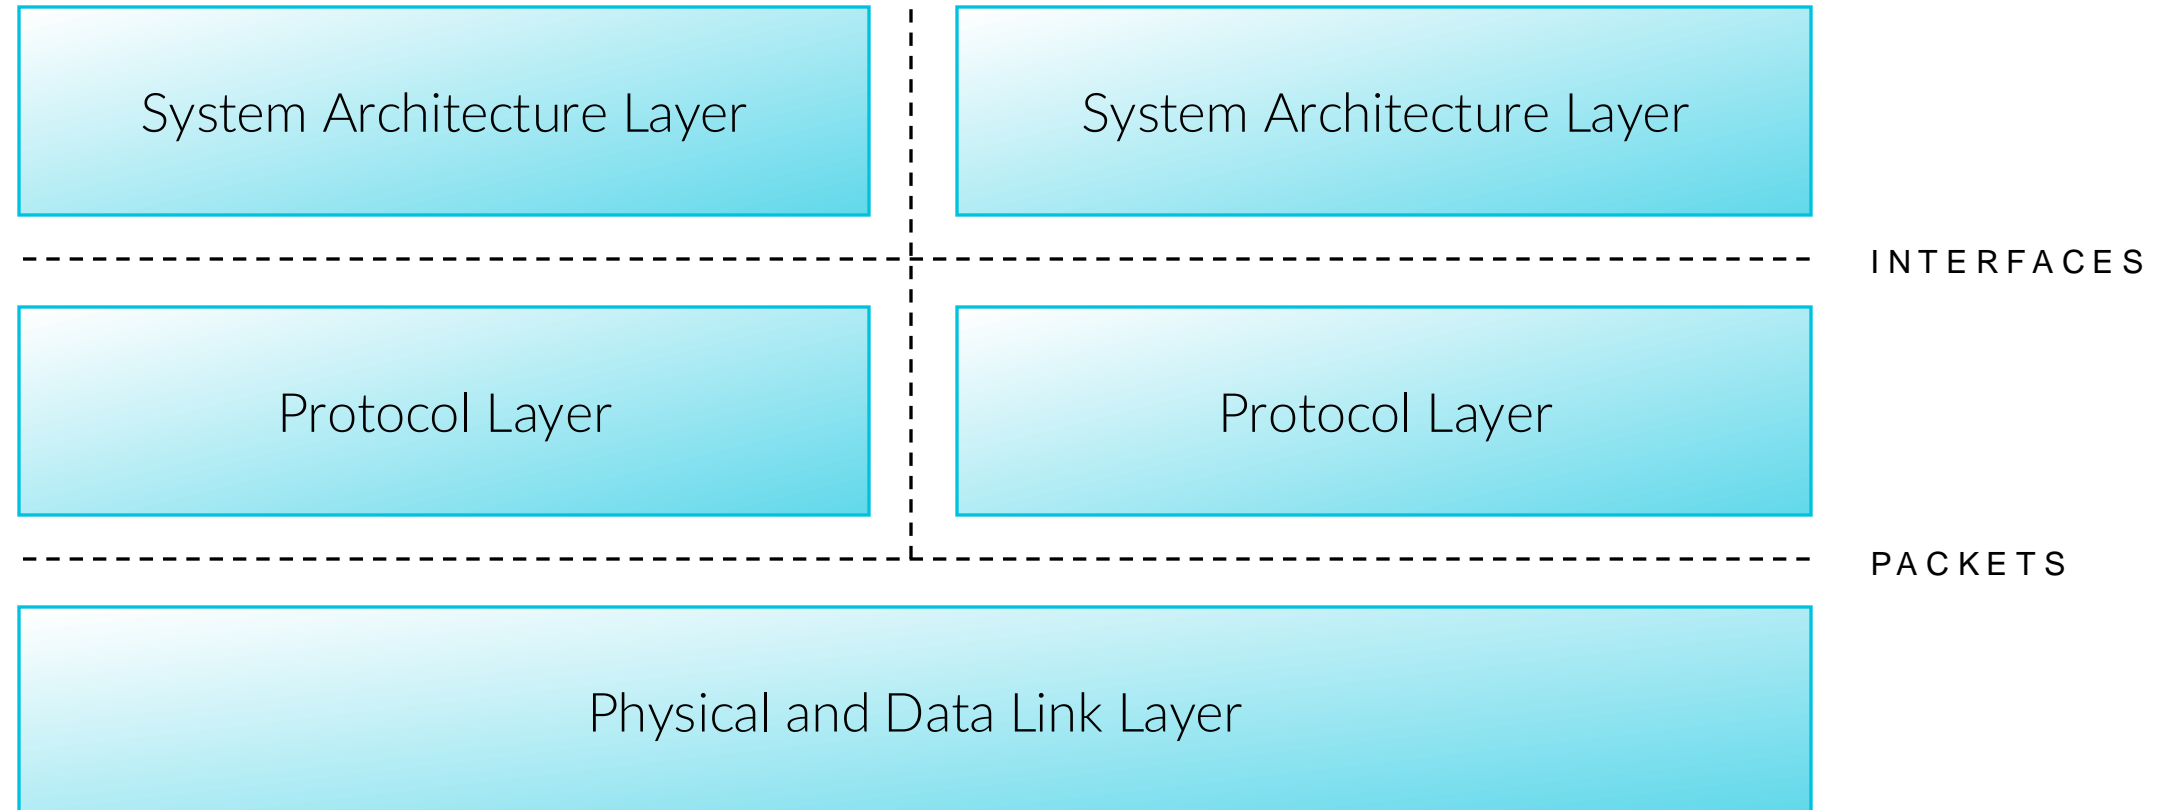 System Architecture Layer
System Architecture Layer
INTERFACES
Protocol Layer
Protocol Layer
PACKETS
Physical and Data Link Layer